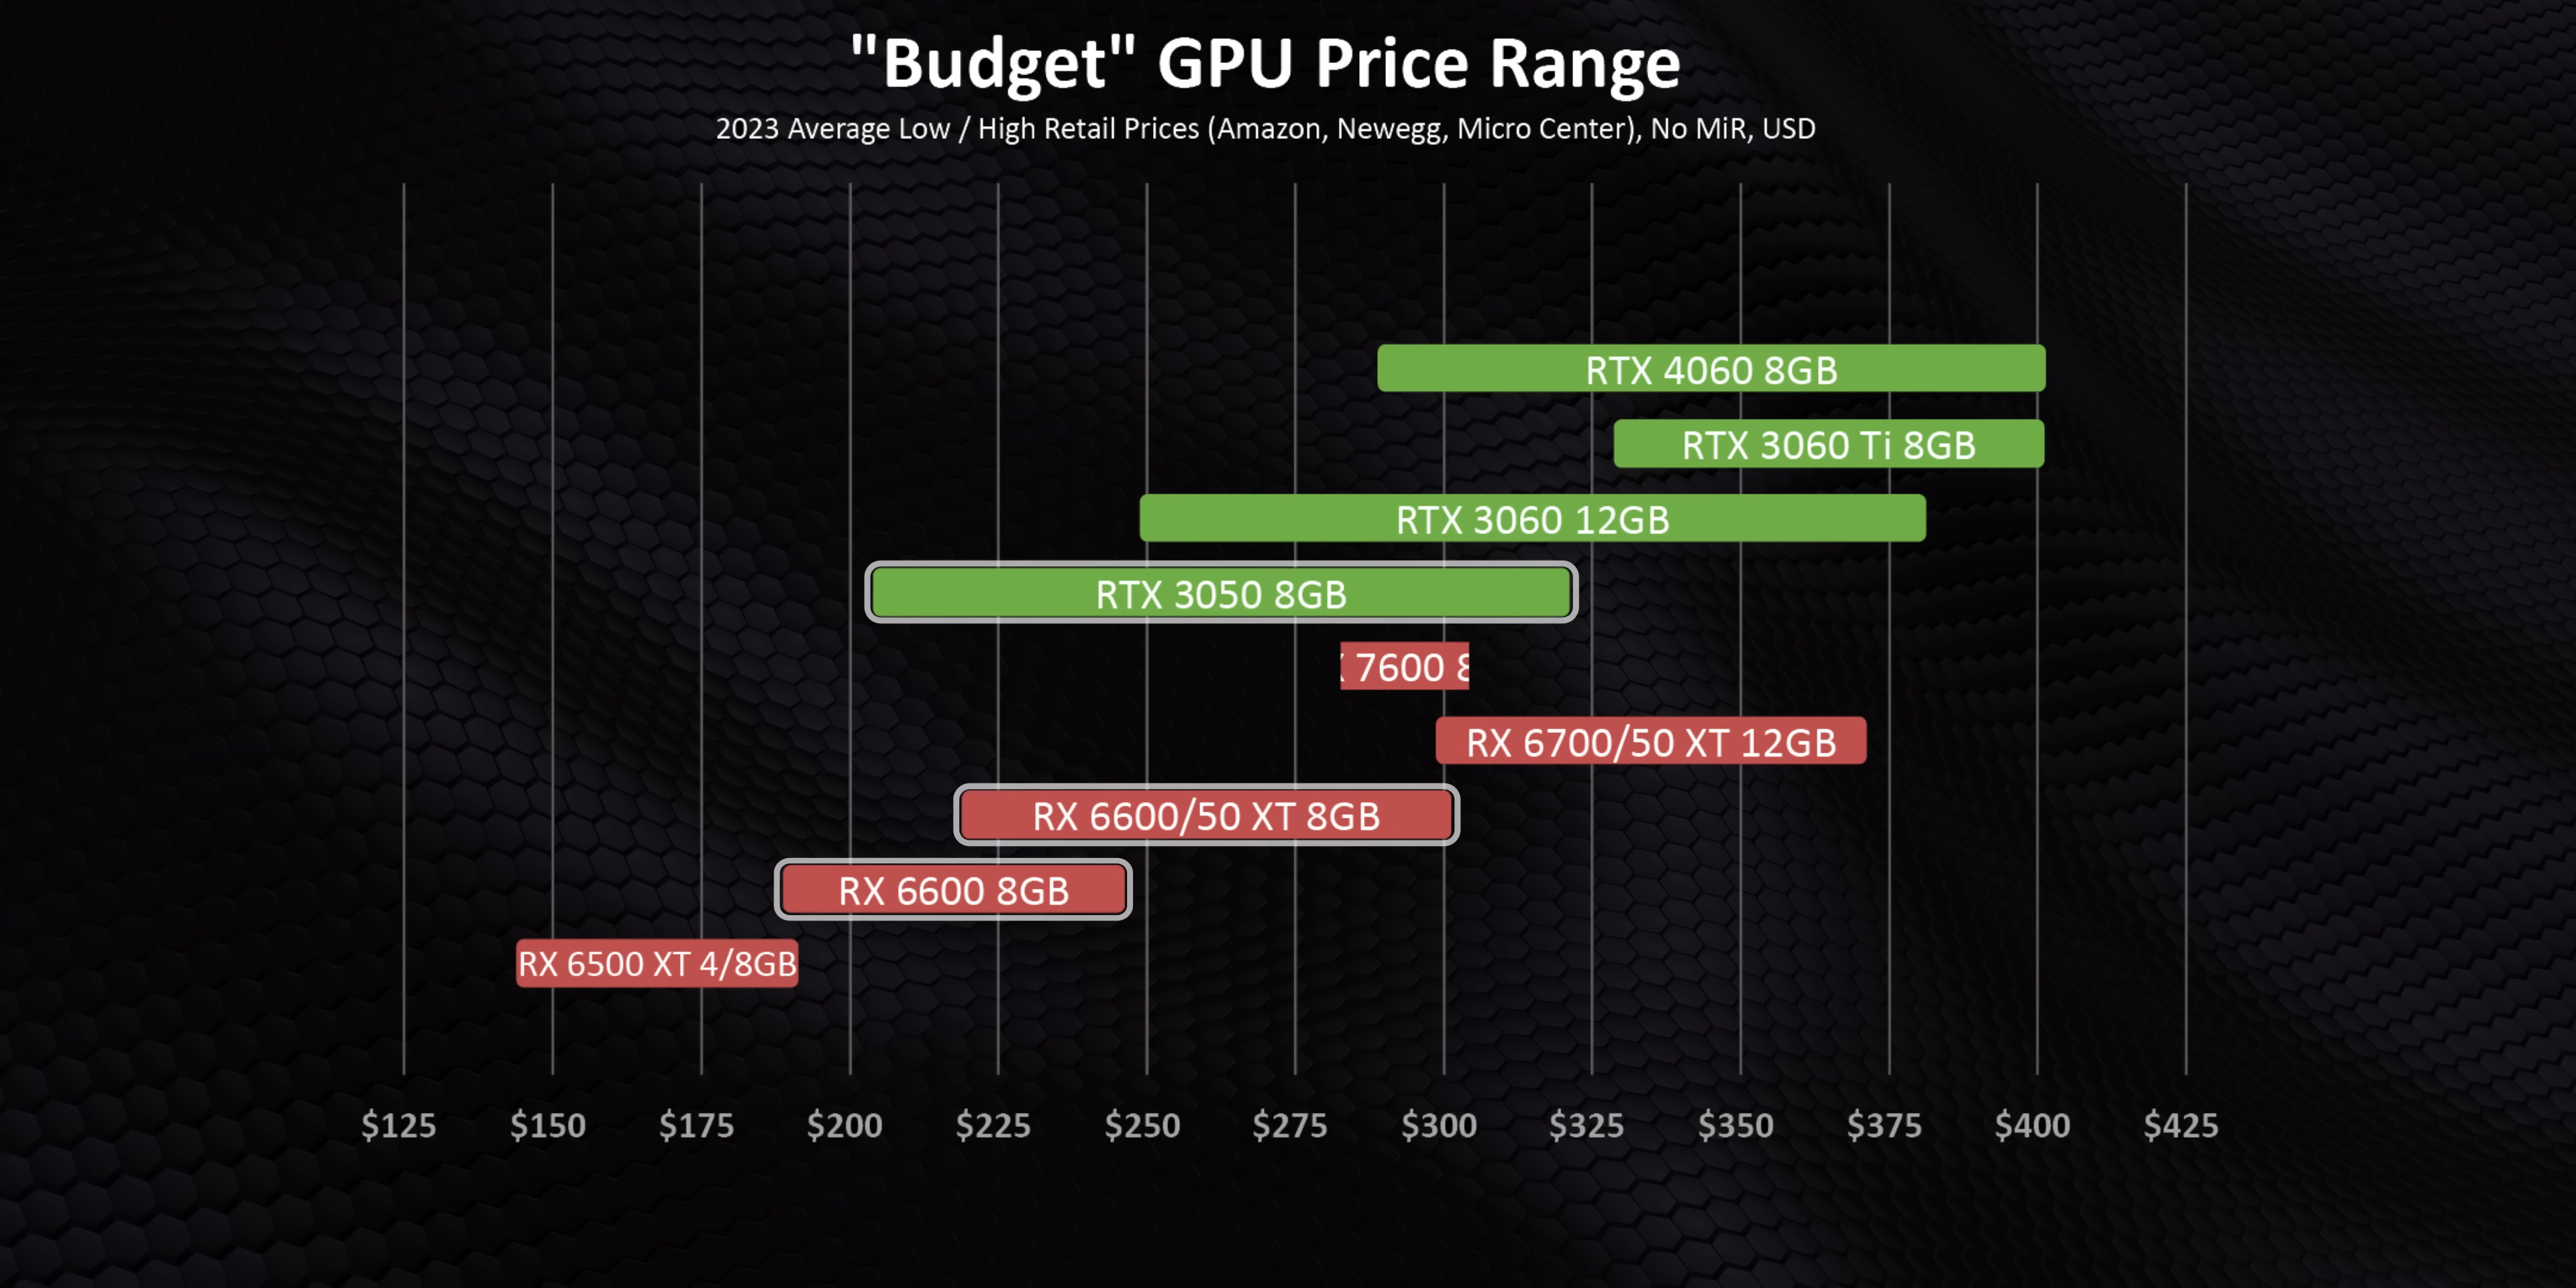 "Budget" GPU Price Range
2023 Average Low / High Retail Prices (Amazon, Newegg, Micro Center), No MiR, USD
RTX 4060 8GB
RTX 3060 Ti 8GB
RTX 3060 12GB
RTX 3050 8GB
7600
RX 6700/50 XT 12GB
RX 6600/50 XT 8GB
RX 6600 8GB
RX 6500 XT 4/8GB
$125 $150 $175 $200 $225 $250 $275 $300 $325 $350 $375 $400 $425